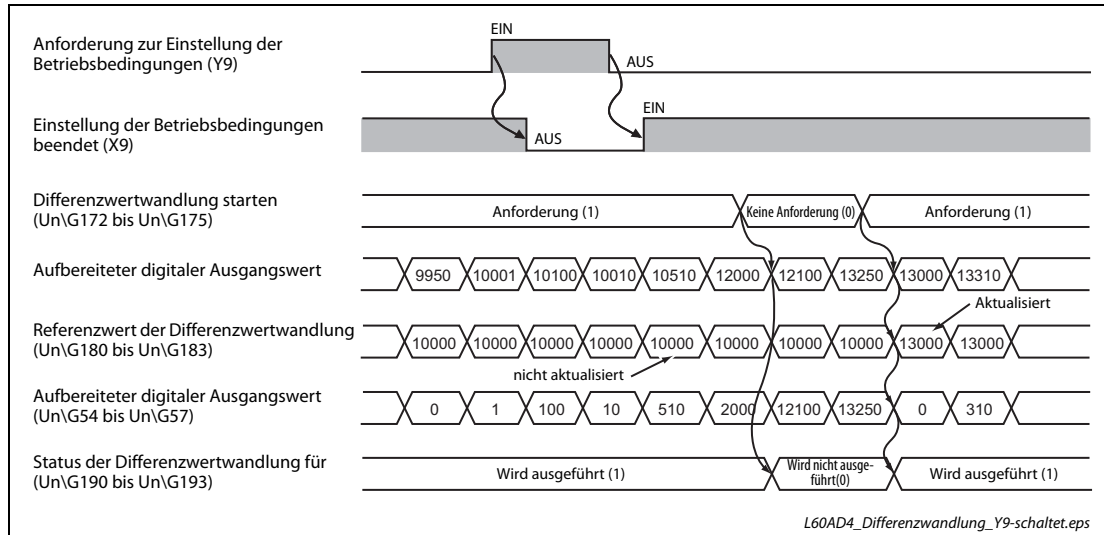 Anforderung zur Einstellung der
Betriebsbedingungen (Y9)
EIN
AUS
Einstellung der Betriebsbedingungen
beendet (X9)
AUS
EIN
Differenzwertwandlung starten
(Un\G172 bis Un\G175)
Anforderung (1)
Keine Anforderung (0)
Anforderung (1)
Aufbereiteter digitaler Ausgangswert
9950 10001 10100 10010 10510 12000 12100 13250 13000 13310
Aktualisiert
Referenzwert der Differenzwertwandlung
(Un\G180 bis Un\G183)
10000 10000 10000 10000 10000 10000 10000 10000 13000 13000
nicht aktualisiert
Aufbereiteter digitaler Ausgangswert
(Un\G54 bis Un\G57)
0 1 100 10 510 2000 12100 13250 0 310
Status der Differenzwertwandlung für
(Un\G190 bis Un\G193)
Wird ausgeführt (1)
Wird nicht ausge-
führt(0)
Wird ausgeführt (1)
L60AD4_Differenzwandlung_Y9-schaltet.eps